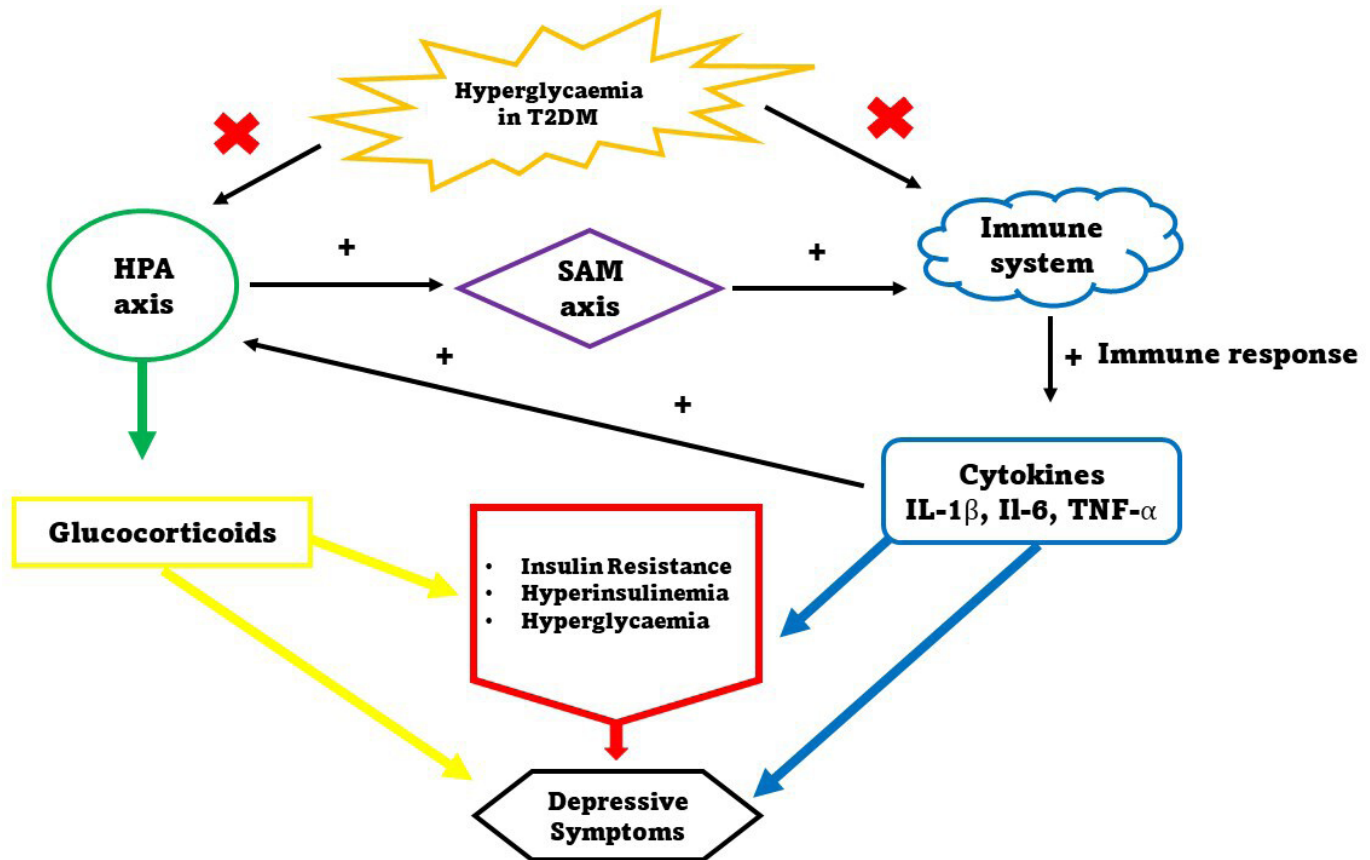 Hyperglycaemia
in T2DM
HPA
axis
+
SAM
axis
+
Immune
system
+
+
+ Immune response
Cytokines
IL-1β, Il-6, TNF-α
Glucocorticoids
• Insulin Resistance
• Hyperinsulinemia
• Hyperglycaemia
Depressive
Symptoms